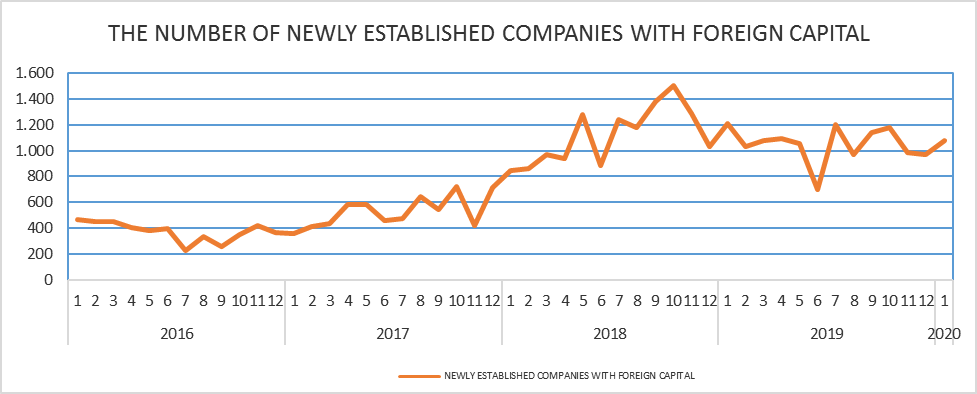 THE NUMBER OF NEWLY ESTABLISHED COMPANIES WITH FOREIGN CAPITAL
1.600
1.400
1.200
1.000
800
600
400
200
0
1 2 3 4 5 6 7 8 9 10 11 12 1 2 3 4 5 6 7 8 9 10 11 12 1 2 3 4 5 6 7 8 9 10 11 12 1 2 3 4 5 6 7 8 9 10 11 12 1
2016 2017 2018 2019 2020
NEWLY ESTABLISHED COMPANIES WITH FOREIGN CAPITAL